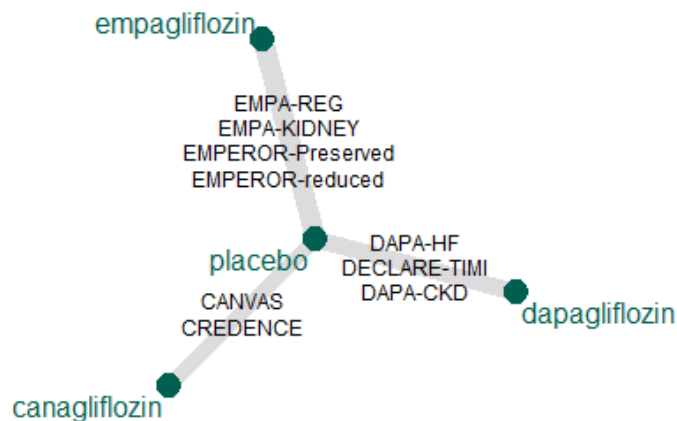 empagliflozin
EMPA-REG
EMPA-KIDNEY
EMPEROR-Preserved
EMPEROR-reduced
placebo
DAPA-HF
DECLARE-TIMI
DAPA-CKD
dapagliflozin
CANVAS
CREDENCE
canagliflozin